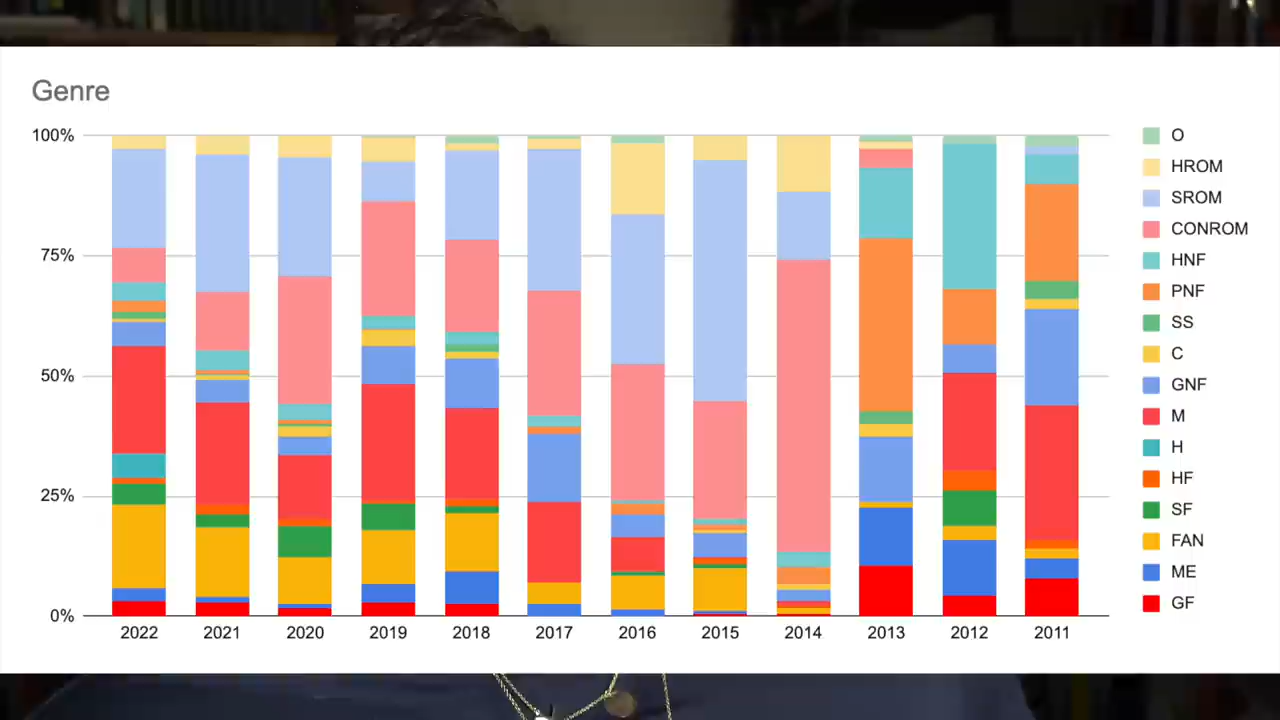 Genre
100%
75%
50%
25%
0%
2022 2021 2020 2019 2018 2017 2016 2015 2014 2013 2012 2011
O
HROM
SROM
CONROM
HNF
PNF
SS
C
GNF
M
H
HF
SF
FAN
ME
GF